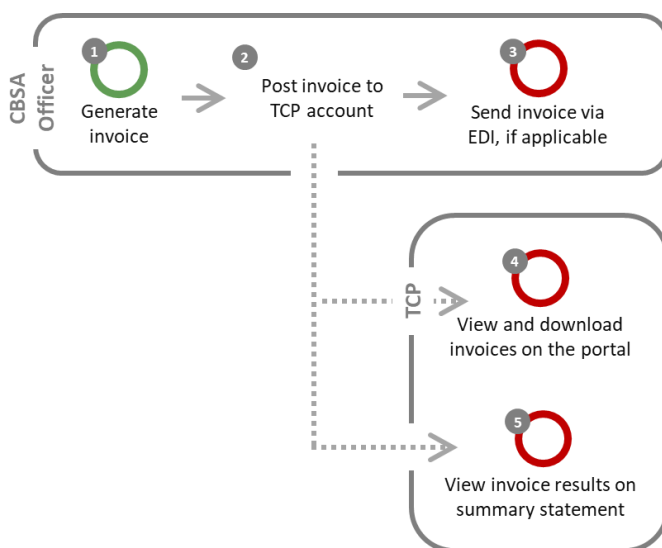 CBSA
Officer
1
Generate
invoice
2
Post invoice to
TCP account
3
Send invoice via
EDI, if applicable
TCP
4
View and download
invoices on the portal
5
View invoice results on
summary statement